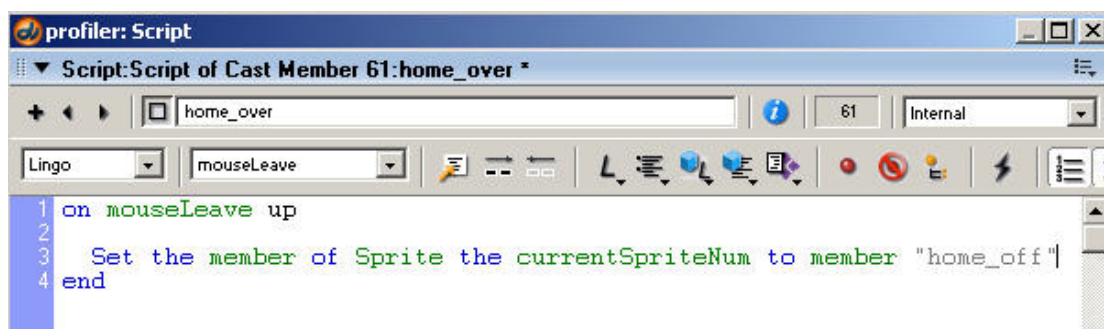 profiler: Script
Script:Script of Cast Member 61:home_over *
home_over 61 Internal
Lingo mouseLeave
1 on mouseLeave up
2
3 Set the member of Sprite the currentSpriteNum to member "home_off"
4 end